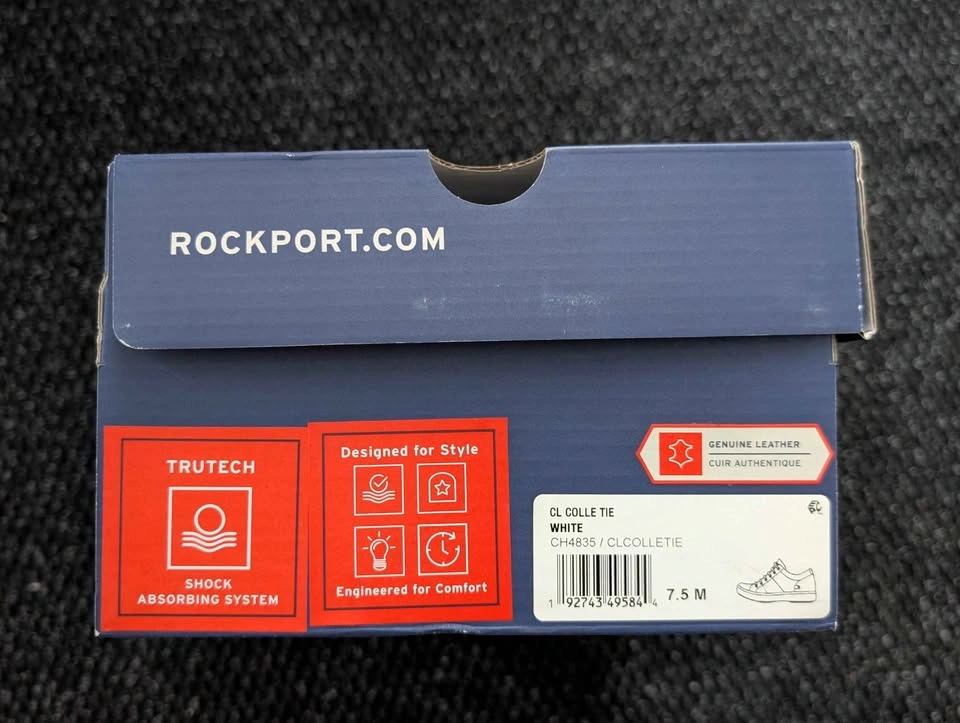 ROCKPORT.COM
TRUTECH
SHOCK
ABSORBING SYSTEM
Designed for Style
Engineered for Comfort
GENUINE LEATHER
CUIR AUTHENTIQUE
CL COLLE TIE
WHITE
CH4835 / CLCOLLETIE
1 92743 49584 4
7.5 M